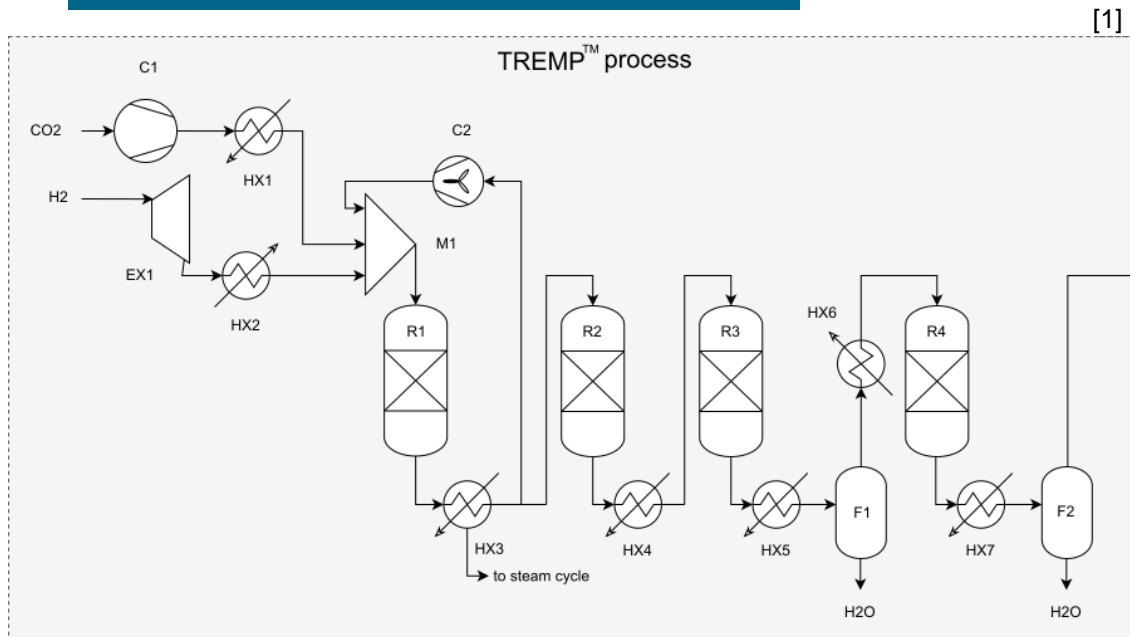 [1]
TREMP™ process
C1
CO2
HX1
C2
H2
M1
EX1
HX2
R1
R2
R3
HX6
R4
HX3
to steam cycle
HX4
HX5
F1
HX7
F2
H2O
H2O